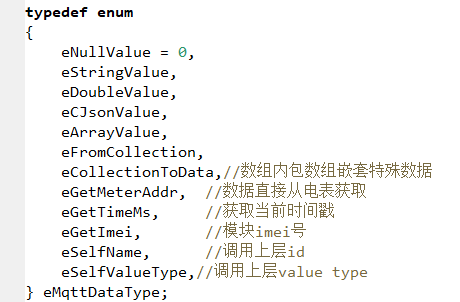 typedef enum
{
eNullValue = 0,
eStringValue,
eDoubleValue,
eCJsonValue,
eArrayValue,
eFromCollection,
eCollectionToData,//数组内包数组嵌套特殊数据
eGetMeterAddr, //数据直接从电表获取
eGetTimeMs, //获取当前时间戳
eGetImei, //模块imei号
eSelfName, //调用上层id
eSelfValueType,//调用上层value type
} eMqttDataType;